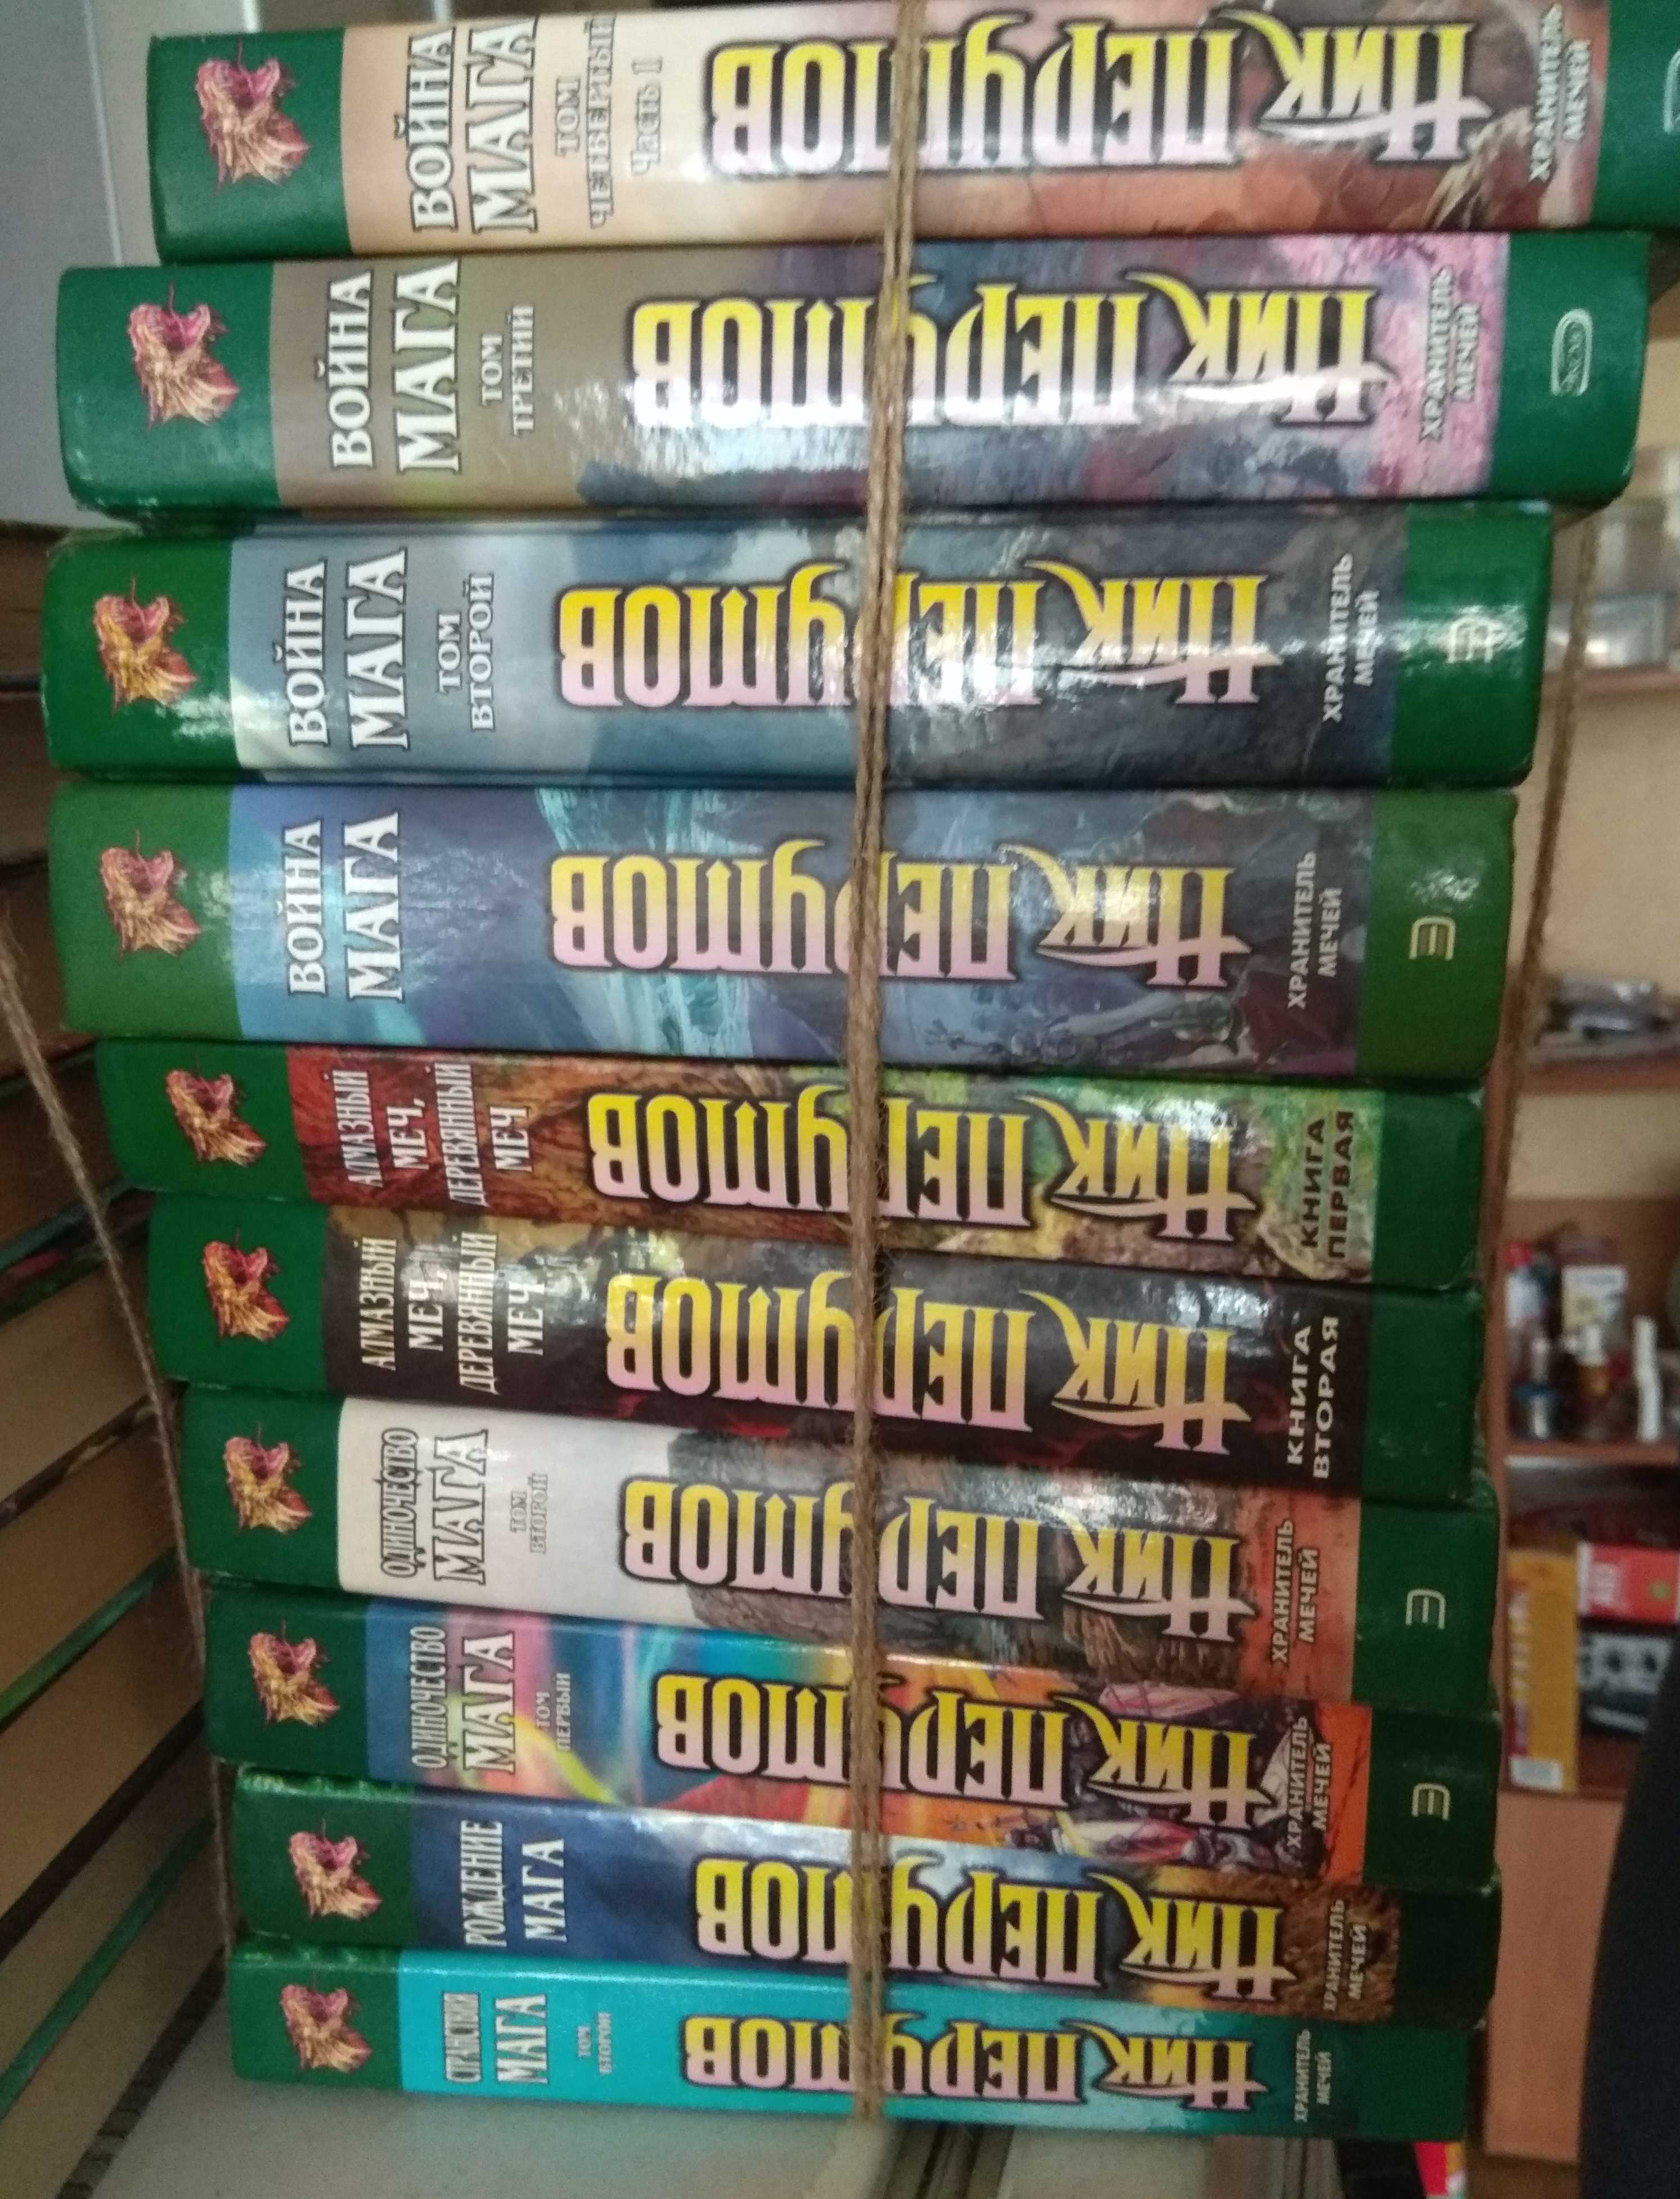 ВОЙНА
МАГА
ТОМ
ЧЕТВЕРТЫЙ
Часть 1
Ник Перумов
ХРАНИТЕЛЬ
МЕЧЕЙ
ВОЙНА
МАГА
ТОМ
ТРЕТИЙ
Ник Перумов
ХРАНИТЕЛЬ
МЕЧЕЙ
Эксмо
ВОЙНА
МАГА
ТОМ
ВТОРОЙ
Ник Перумов
ХРАНИТЕЛЬ
МЕЧЕЙ
Э
ВОЙНА
МАГА
Ник Перумов
ХРАНИТЕЛЬ
МЕЧЕЙ
Э
АЛМАЗНЫЙ
МЕЧ,
ДЕРЕВЯННЫЙ
МЕЧ
Ник Перумов
КНИГА
ПЕРВАЯ
АЛМАЗНЫЙ
МЕЧ,
ДЕРЕВЯННЫЙ
МЕЧ
Ник Перумов
КНИГА
ВТОРАЯ
ОДИНОЧЕСТВО
МАГА
ТОМ
ВТОРОЙ
Ник Перумов
ХРАНИТЕЛЬ
МЕЧЕЙ
Э
ОДИНОЧЕСТВО
МАГА
ТОМ
ПЕРВЫЙ
Ник Перумов
ХРАНИТЕЛЬ
МЕЧЕЙ
Э
РОЖДЕНИЕ
МАГА
Ник Перумов
ХРАНИТЕЛЬ
МЕЧЕЙ
СТРАНСТВИЯ
МАГА
ТОМ
ВТОРОЙ
Ник Перумов
ХРАНИТЕЛЬ
МЕЧЕЙ